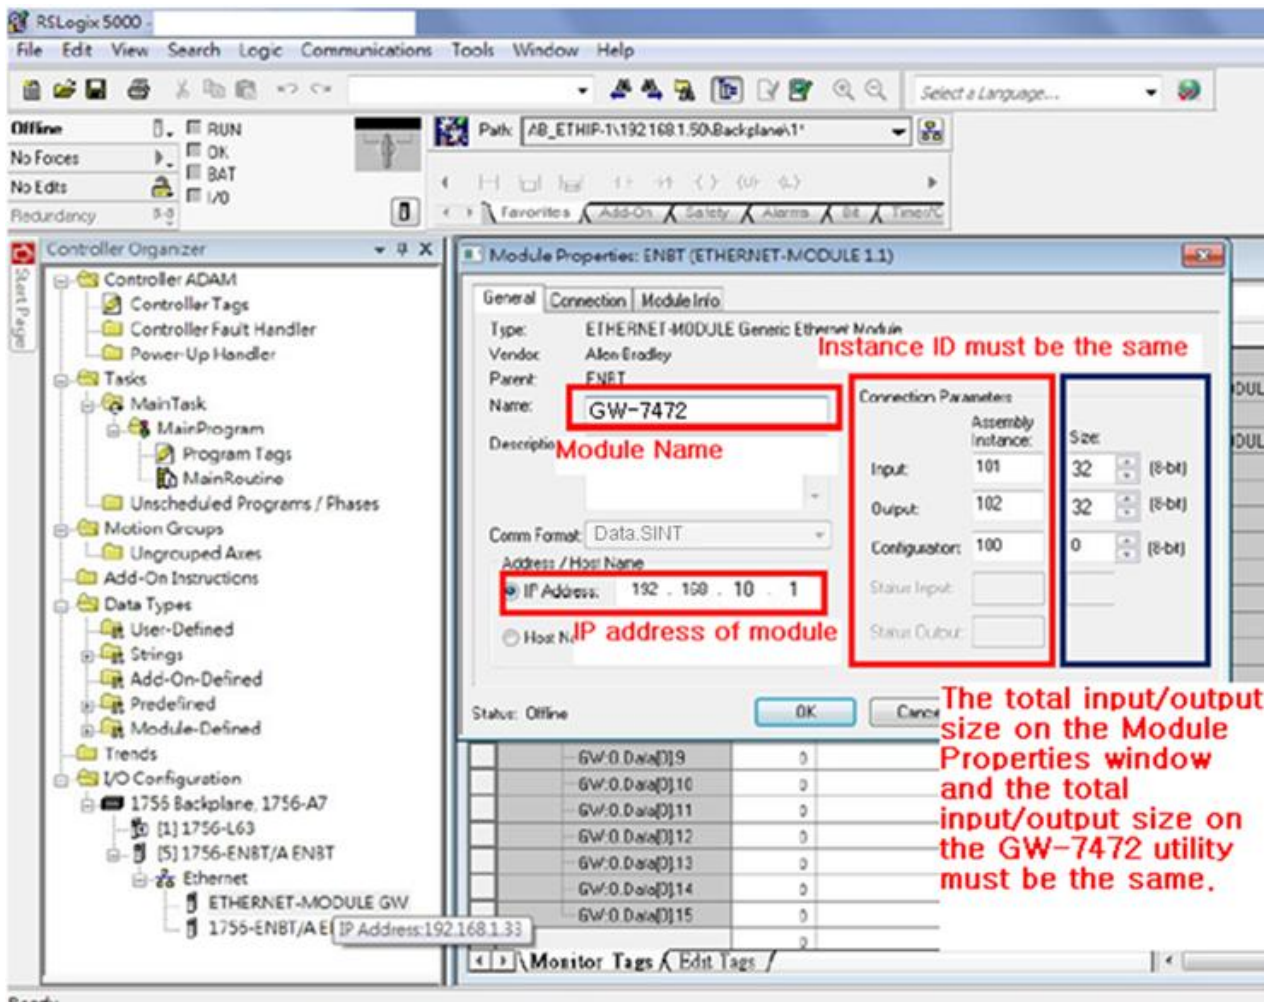 RSLogix 5000 -
File Edit View Search Logic Communications Tools Window Help
Select a Language...
Offline
RUN
No Forces
OK
BAT
No Edits
I/O
Redundancy
Path: AB_ETHIP-1\192.168.1.50\Backplane\1*
Favorites Add-On Safety Alarms Bit Timer/C
Start Page
Controller Organizer
Controller ADAM
Controller Tags
Controller Fault Handler
Power-Up Handler
Tasks
MainTask
MainProgram
Program Tags
MainRoutine
Unscheduled Programs / Phases
Motion Groups
Ungrouped Axes
Add-On Instructions
Data Types
User-Defined
Strings
Add-On-Defined
Predefined
Module-Defined
Trends
I/O Configuration
1756 Backplane, 1756-A7
[1] 1756-L63
[5] 1756-ENBT/A ENBT
Ethernet
ETHERNET-MODULE GW
1756-ENBT/A E
IP Address:192.168.1.33
Module Properties: ENBT (ETHERNET-MODULE 1.1)
General Connection Module Info
Type: ETHERNET-MODULE Generic Ethernet Module
Vendor: Allen-Bradley
Parent: ENBT
Name: GW-7472
Module Name
Descriptio
Comm Format: Data.SINT
Address / Host Name
IP Address: 192 . 168 . 10 . 1
IP address of module
Host N
Instance ID must be the same
Connection Parameters
Assembly
Instance:
Size:
Input: 101 32 (8-bit)
Output: 102 32 (8-bit)
Configuration: 100 0 (8-bit)
Status Input:
Status Output:
Status: Offline
OK
Cance
The total input/output
size on the Module
Properties window
and the total
input/output size on
the GW-7472 utility
must be the same.
GW:O.Data[0].9 0
GW:O.Data[0].10 0
GW:O.Data[0].11 0
GW:O.Data[0].12 0
GW:O.Data[0].13 0
GW:O.Data[0].14 0
GW:O.Data[0].15 0
0
Monitor Tags Edit Tags
ODUL
ODUL